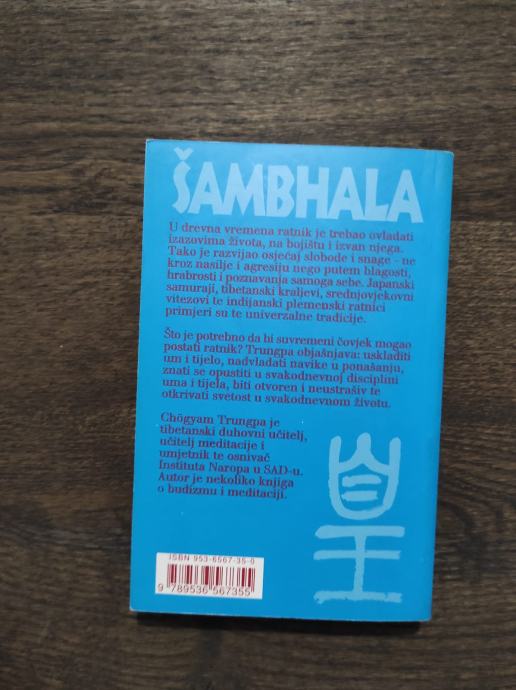 ŠAMBHALA
U drevna vremena ratnik je trebao ovladati
izazovima života, na bojištu i izvan njega.
Tako je razvijao osjećaj slobode i snage - ne
kroz nasilje i agresiju nego putem blagosti,
hrabrosti i poznavanja samoga sebe. Japanski
samuraji, tibetanski kraljevi, srednjovjekovni
vitezovi te indijanski plemenski ratnici
primjeri su te univerzalne tradicije.
Što je potrebno da bi suvremeni čovjek mogao
postati ratnik? Trungpa objašnjava: uskladiti
um i tijelo, nadvladati navike u ponašanju,
znati se opustiti u svakodnevnoj disciplini
uma i tijela, biti otvoren i neustrašiv te
otkrivati svetost u svakodnevnom životu.
Chögyam Trungpa je
tibetanski duhovni učitelj,
učitelj meditacije i
umjetnik te osnivač
Instituta Naropa u SAD-u.
Autor je nekoliko knjiga
o budizmu i meditaciji.
皇
ISBN 953-6567-35-0
9 789536 567355